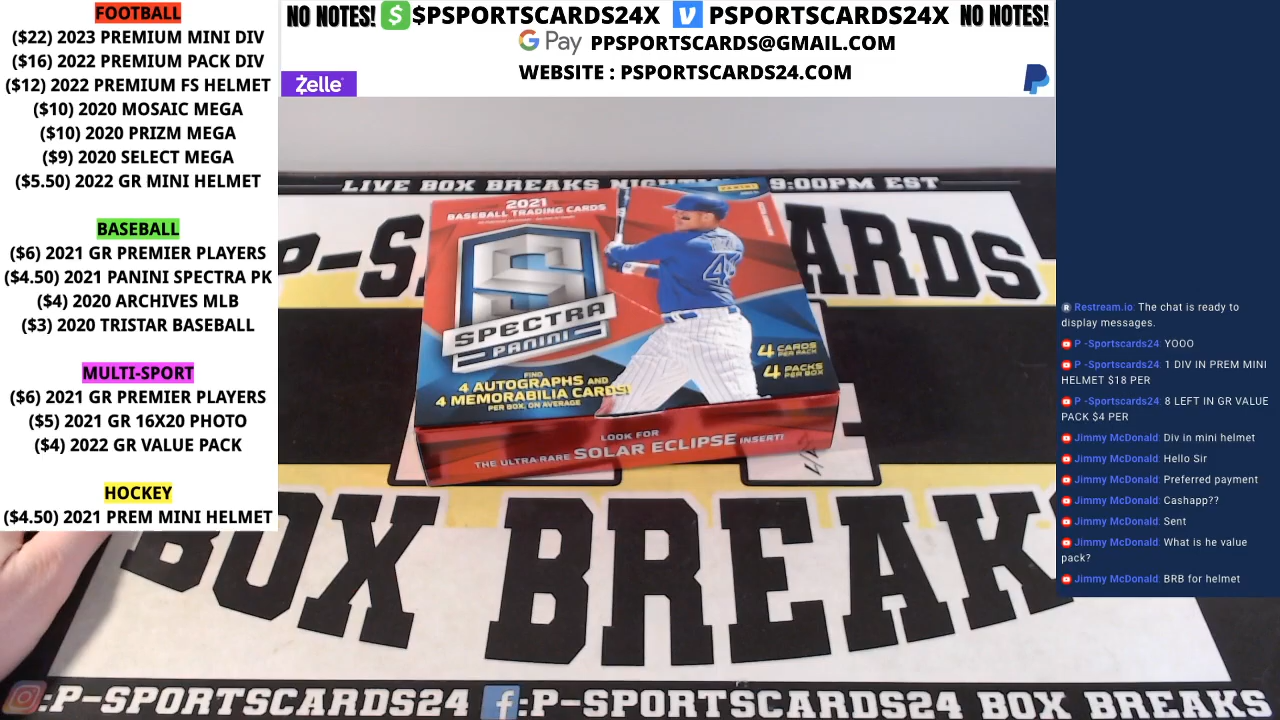 FOOTBALL
($22) 2023 PREMIUM MINI DIV
($16) 2022 PREMIUM PACK DIV
($12) 2022 PREMIUM FS HELMET
($10) 2020 MOSAIC MEGA
($10) 2020 PRIZM MEGA
($9) 2020 SELECT MEGA
($5.50) 2022 GR MINI HELMET
BASEBALL
($6) 2021 GR PREMIER PLAYERS
($4.50) 2021 PANINI SPECTRA PK
($4) 2020 ARCHIVES MLB
($3) 2020 TRISTAR BASEBALL
MULTI-SPORT
($6) 2021 GR PREMIER PLAYERS
($5) 2021 GR 16X20 PHOTO
($4) 2022 GR VALUE PACK
HOCKEY
($4.50) 2021 PREM MINI HELMET
NO NOTES! $PSPORTSCARDS24X PSPORTSCARDS24X NO NOTES!
G Pay PPSPORTSCARDS@GMAIL.COM
WEBSITE : PSPORTSCARDS24.COM
Zelle
LIVE BOX BREAKS 9:00PM EST
P-S ARDS
2021
BASEBALL TRADING CARDS
PANINI
S
SPECTRA
PANINI
4 CARDS
PER PACK
4 PACKS
PER BOX
FIND
4 AUTOGRAPHS AND
4 MEMORABILIA CARDS!
PER BOX, ON AVERAGE
LOOK FOR
THE ULTRA-RARE SOLAR ECLIPSE INSERT!
BOX BREAK
:P-SPORTSCARDS24 :P-SPORTSCARDS24 BOX BREAKS
Restream.io: The chat is ready to
display messages.
P -Sportscards24: YOOO
P -Sportscards24: 1 DIV IN PREM MINI
HELMET $18 PER
P -Sportscards24: 8 LEFT IN GR VALUE
PACK $4 PER
Jimmy McDonald: Div in mini helmet
Jimmy McDonald: Hello Sir
Jimmy McDonald: Preferred payment
Jimmy McDonald: Cashapp??
Jimmy McDonald: Sent
Jimmy McDonald: What is he value
pack?
Jimmy McDonald: BRB for helmet